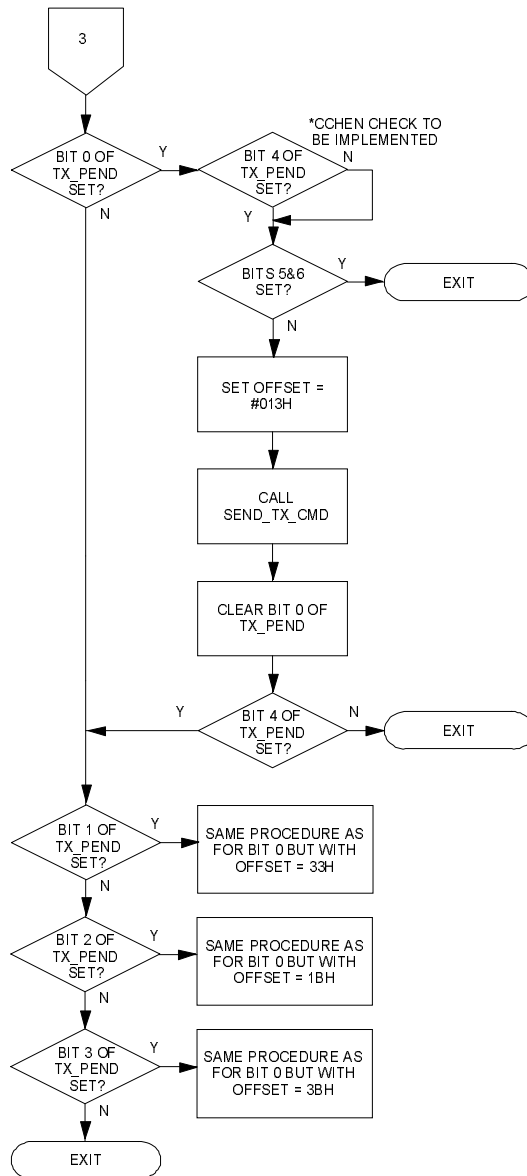 3
*CCHEN CHECK TO
BE IMPLEMENTED
BIT 0 OF
TX_PEND
SET?
Y
N
BIT 4 OF
TX_PEND
SET?
N
Y
BITS 5&6
SET?
Y
N
EXIT
SET OFFSET =
#013H
CALL
SEND_TX_CMD
CLEAR BIT 0 OF
TX_PEND
BIT 4 OF
TX_PEND
SET?
Y
N
EXIT
BIT 1 OF
TX_PEND
SET?
Y
N
SAME PROCEDURE AS
FOR BIT 0 BUT WITH
OFFSET = 33H
BIT 2 OF
TX_PEND
SET?
Y
N
SAME PROCEDURE AS
FOR BIT 0 BUT WITH
OFFSET = 1BH
BIT 3 OF
TX_PEND
SET?
Y
N
SAME PROCEDURE AS
FOR BIT 0 BUT WITH
OFFSET = 3BH
EXIT